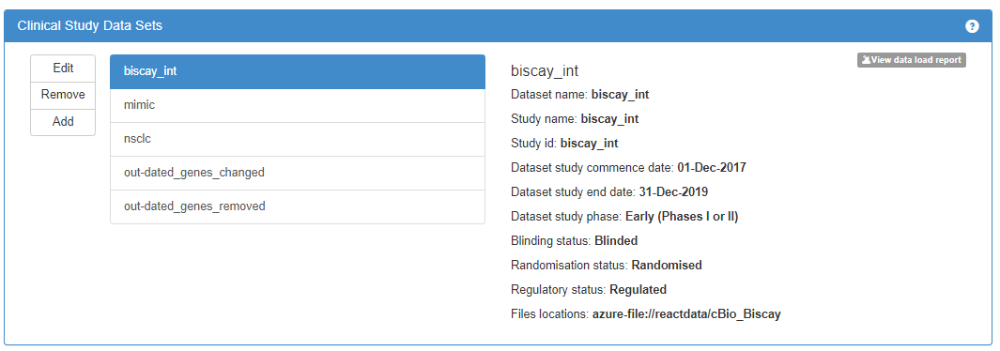 Clinical Study Data Sets
?
Edit
Remove
Add
biscay_int
mimic
nsclc
out-dated_genes_changed
out-dated_genes_removed
biscay_int
View data load report
Dataset name: biscay_int
Study name: biscay_int
Study id: biscay_int
Dataset study commence date: 01-Dec-2017
Dataset study end date: 31-Dec-2019
Dataset study phase: Early (Phases I or II)
Blinding status: Blinded
Randomisation status: Randomised
Regulatory status: Regulated
Files locations: azure-file://reactdata/cBio_Biscay